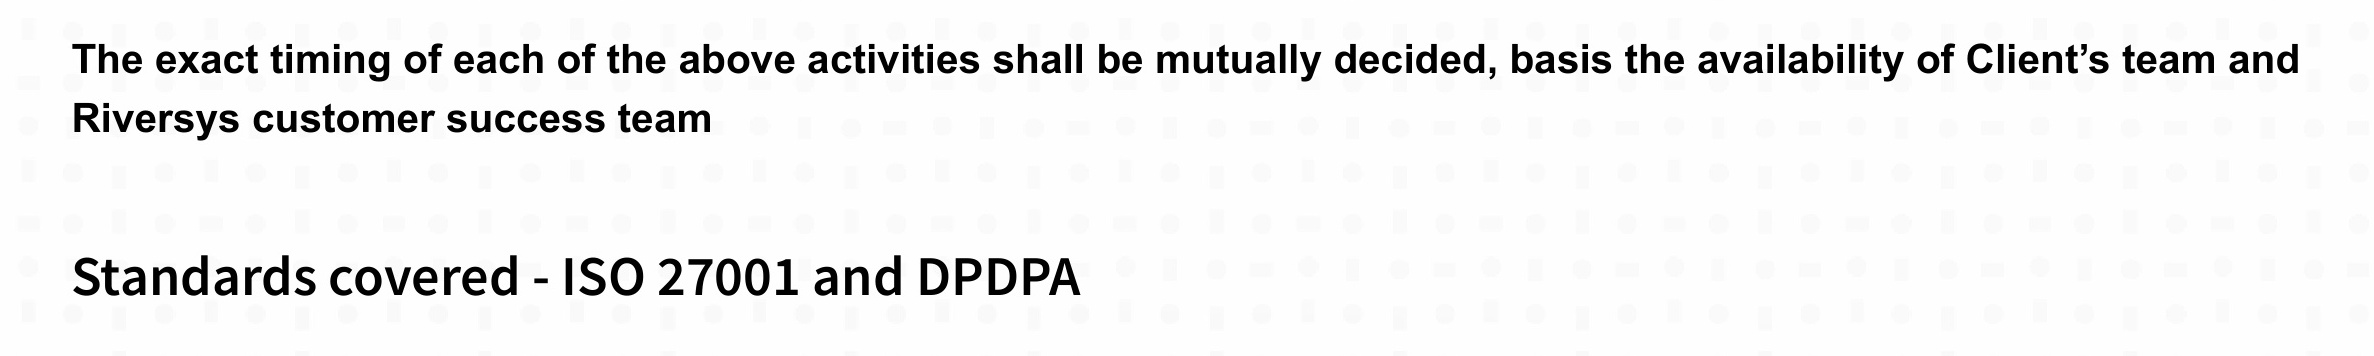 The exact timing of each of the above activities shall be mutually decided, basis the availability of Client’s team and
Riversys customer success team
Standards covered - ISO 27001 and DPDPA